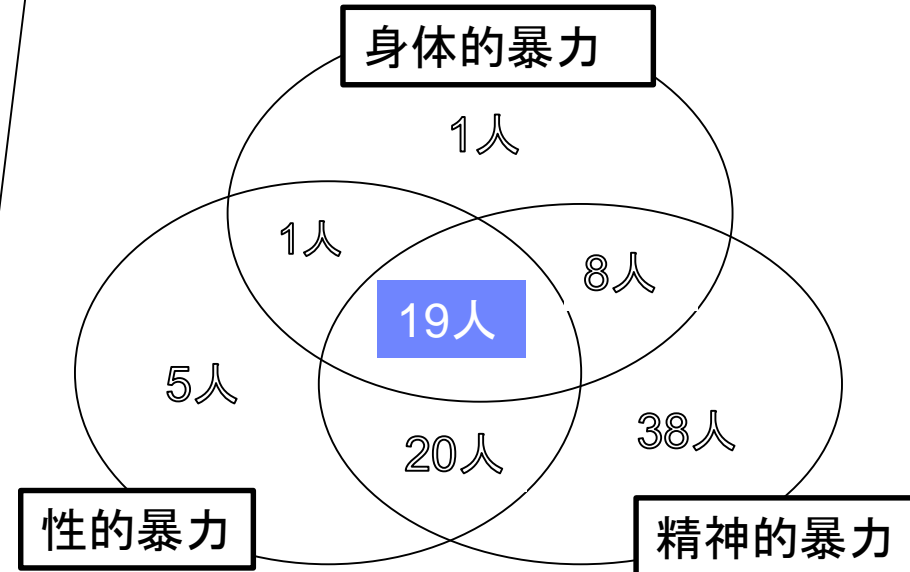 身体的暴力
1人
1人
8人
19人
5人
20人
38人
性的暴力
精神的暴力